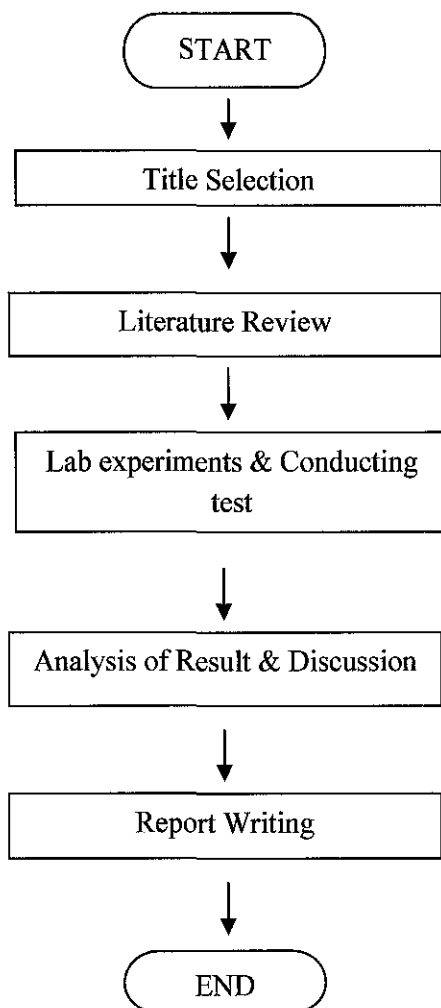 START
Title Selection
Literature Review
Lab experiments & Conducting
test
Analysis of Result & Discussion
Report Writing
END